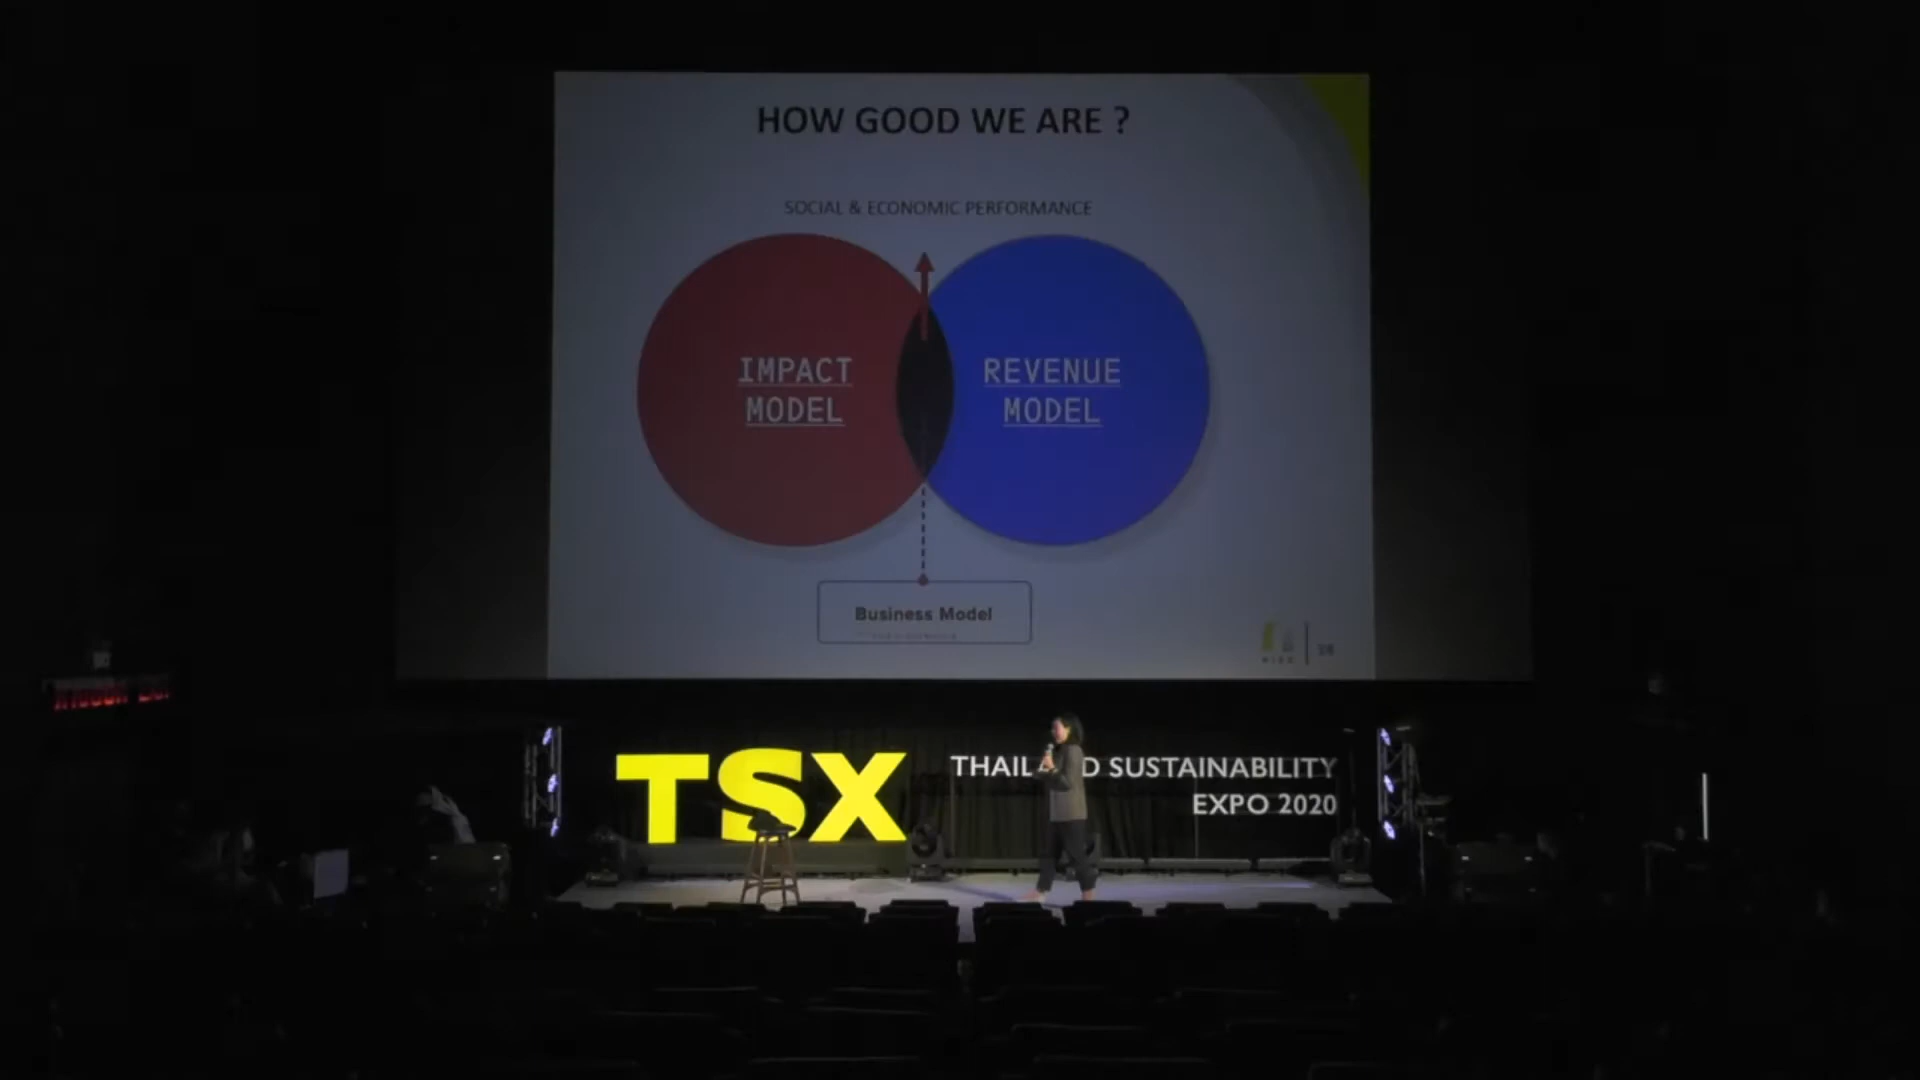 HOW GOOD WE ARE ?
SOCIAL & ECONOMIC PERFORMANCE
IMPACT
MODEL
REVENUE
MODEL
Business Model
TSX
THAIL D SUSTAINABILITY
EXPO 2020